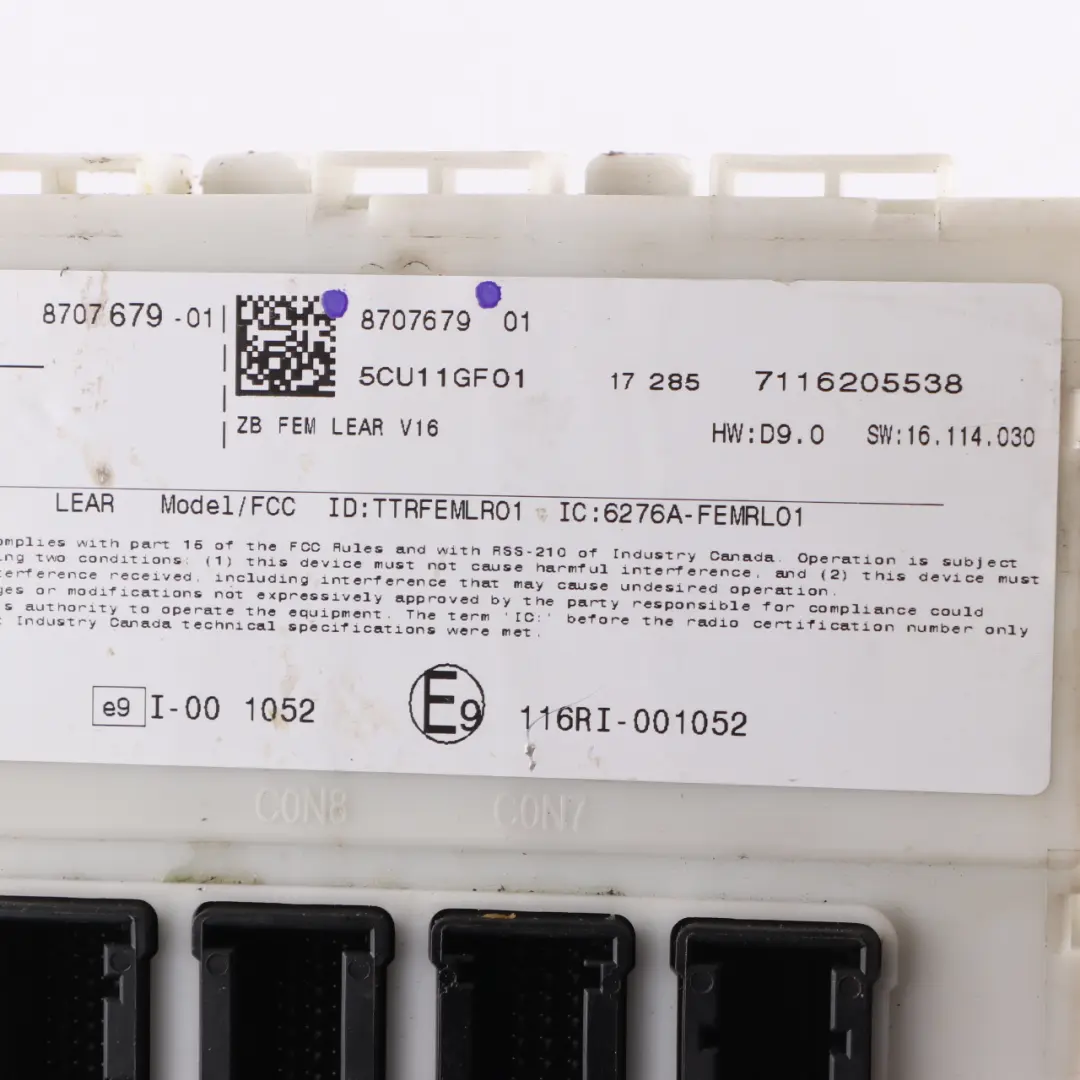 8707679 -01
8707679 01
5CU11GF01 17 285 7116205538
ZB FEM LEAR V16 HW:D9.0 SW:16.114.030
LEAR Model/FCC ID:TTRFEMLR01 IC:6276A-FEMRL01
omplies with part 15 of the FCC Rules and with RSS-210 of Industry Canada. Operation is subject
ng two conditions: (1) this device must not cause harmful interference, and (2) this device must
terference received, including interference that may cause undesired operation.
ges or modifications not expressively approved by the party responsible for compliance could
s authority to operate the equipment. The term 'IC:' before the radio certification number only
t Industry Canada technical specifications were met.
e9 I-00 1052 E9 116RI-001052
CON8 CON7